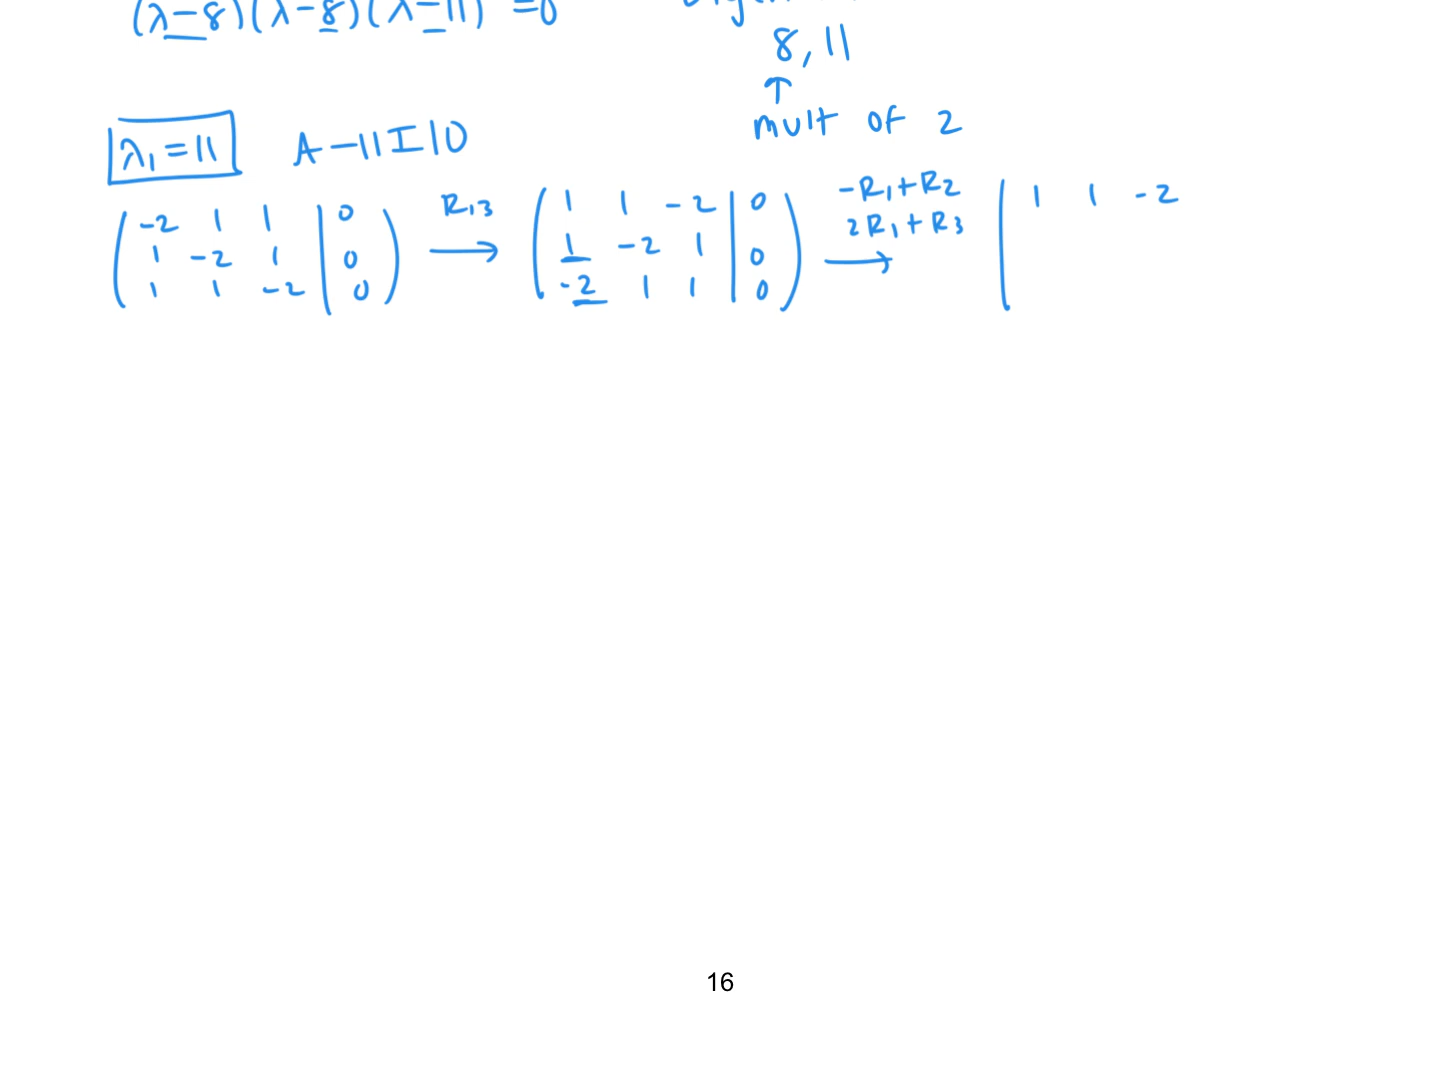 (λ-8)(λ-8)(λ-11) =0
8, 11
↑
mult of 2
λ₁ = 11 A-11I|0
-2 1 1 | 0 R₁₃ 1 1 -2 | 0 -R₁+R₂ 1 1 -2
1 -2 1 | 0 → 1 -2 1 | 0 2R₁+R₃
1 1 -2 | 0 -2 1 1 | 0 →
16